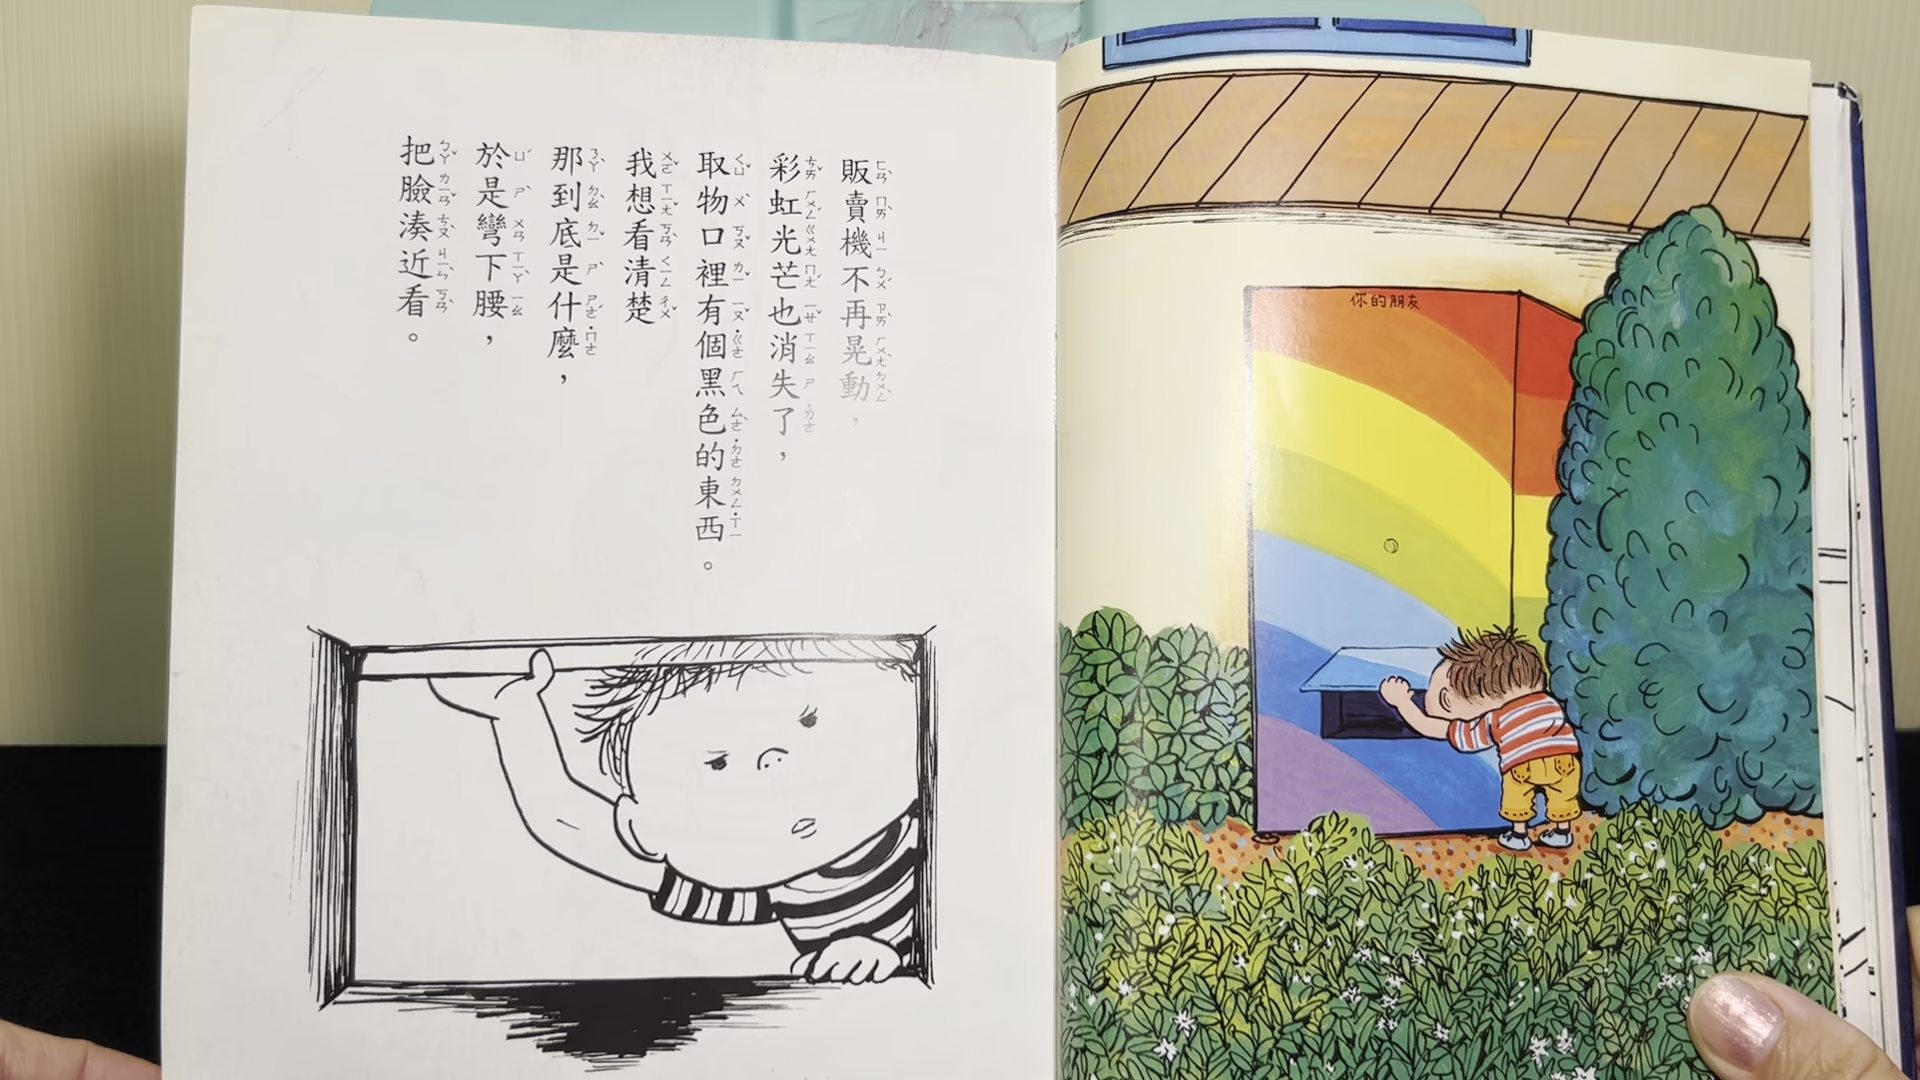 販賣機不再晃動，
彩虹光芒也消失了，
取物口裡有個黑色的東西。
我想看清楚
那到底是什麼，
於是彎下腰，
把臉湊近看。
你的朋友